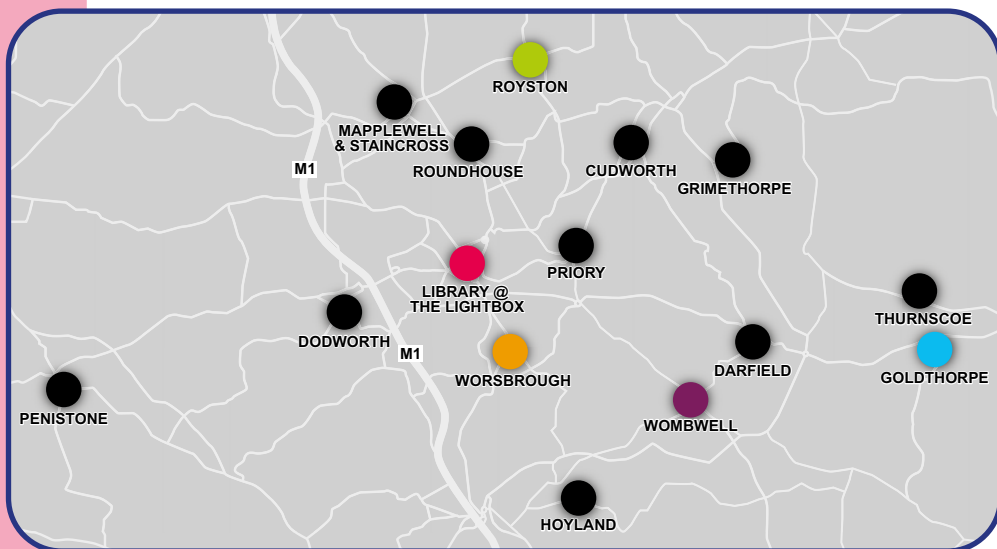 ROYSTON
MAPPLEWELL
& STAINCROSS
M1
ROUNDHOUSE
CUDWORTH
GRIMETHORPE
PRIORY
LIBRARY @
THE LIGHTBOX
THURNSCOE
DODWORTH
M1
DARFIELD
GOLDTHORPE
WORSBROUGH
PENISTONE
WOMBWELL
HOYLAND